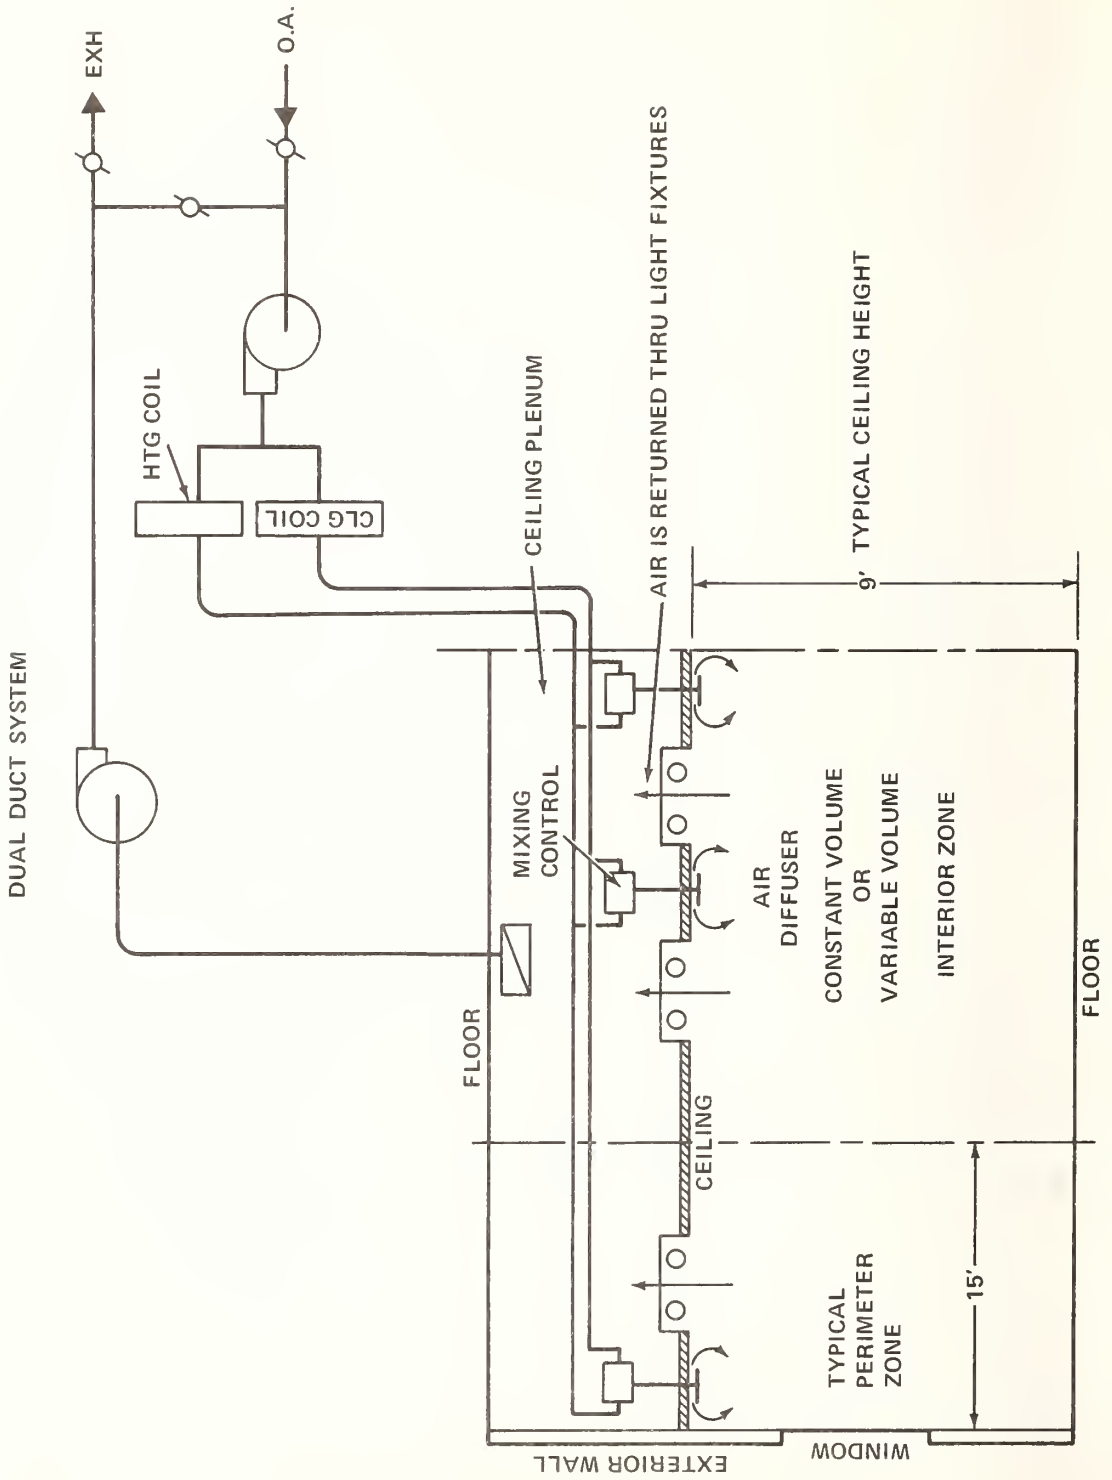 DUAL DUCT SYSTEM
EXH
O.A.
HTG COIL
CLG COIL
CEILING PLENUM
AIR IS RETURNED THRU LIGHT FIXTURES
9' TYPICAL CEILING HEIGHT
MIXING
CONTROL
FLOOR
AIR
DIFFUSER
CONSTANT VOLUME
OR
VARIABLE VOLUME
INTERIOR ZONE
CEILING
TYPICAL
PERIMETER
ZONE
15'
FLOOR
EXTERIOR WALL
WINDOW